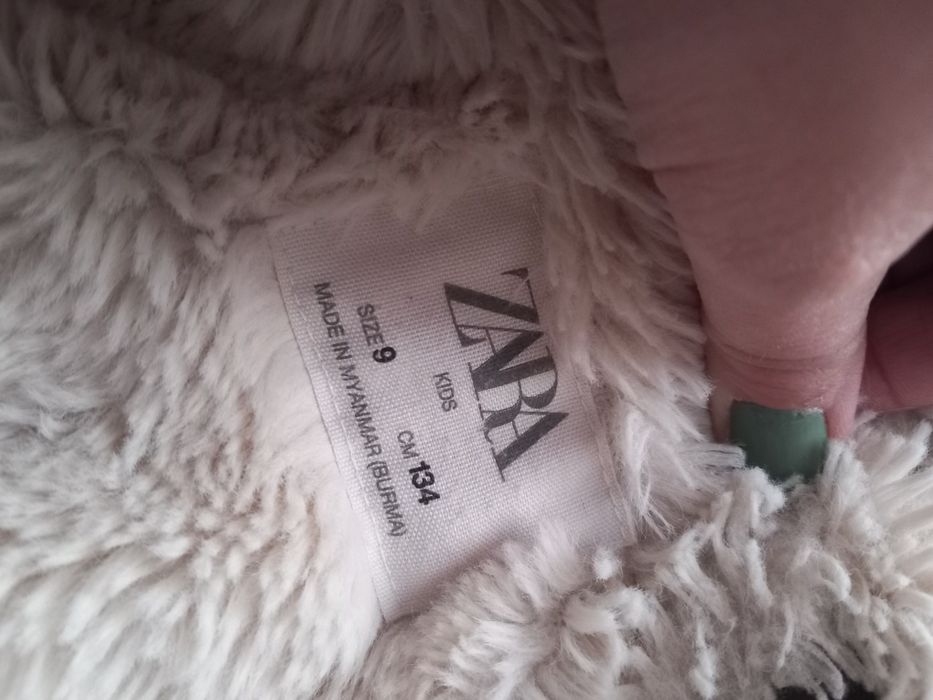 ZARA
KIDS
SIZE 9 CM 134
MADE IN MYANMAR (BURMA)